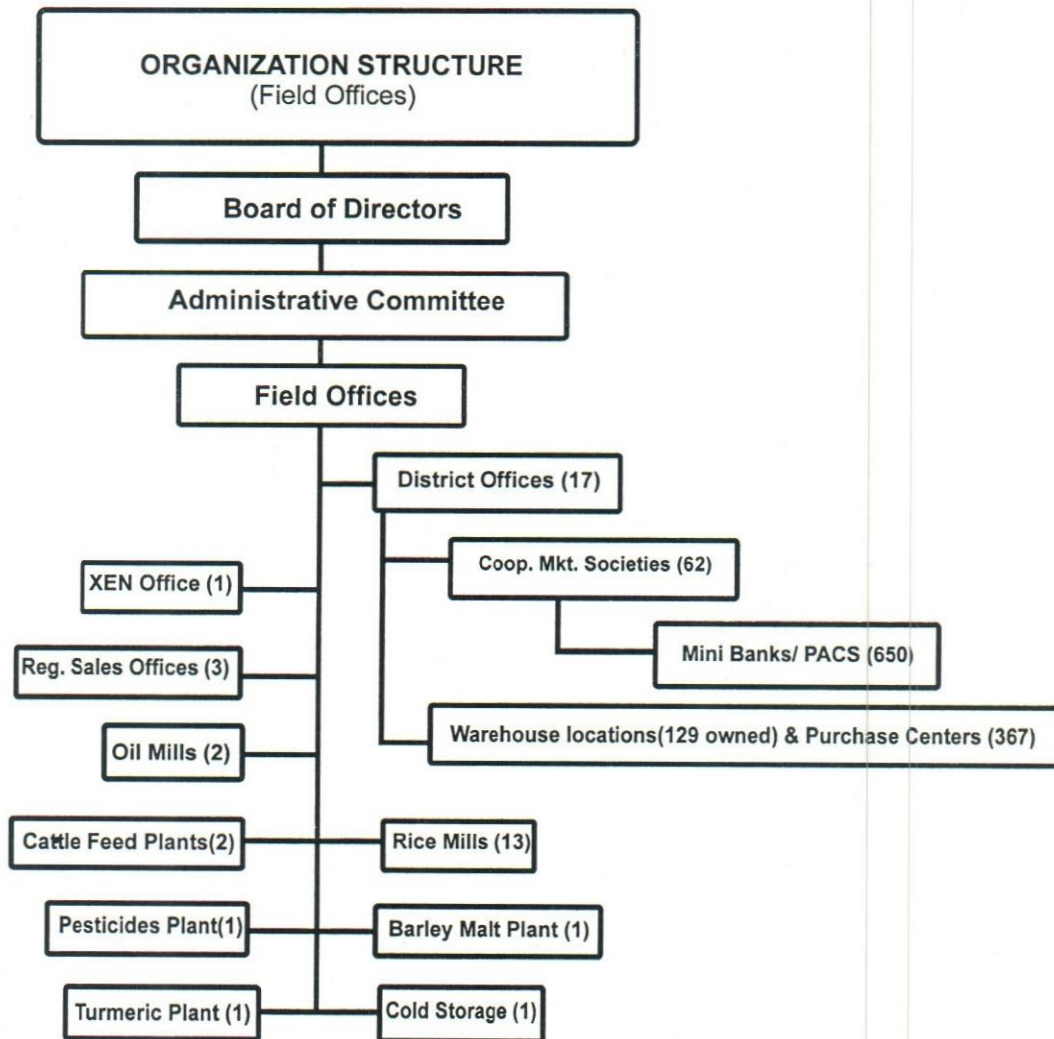 ORGANIZATION STRUCTURE
(Field Offices)
Board of Directors
Administrative Committee
Field Offices
District Offices (17)
Coop. Mkt. Societies (62)
XEN Office (1)
Mini Banks/ PACS (650)
Reg. Sales Offices (3)
Warehouse locations(129 owned) & Purchase Centers (367)
Oil Mills (2)
Cattle Feed Plants(2)
Rice Mills (13)
Pesticides Plant(1)
Barley Malt Plant (1)
Turmeric Plant (1)
Cold Storage (1)